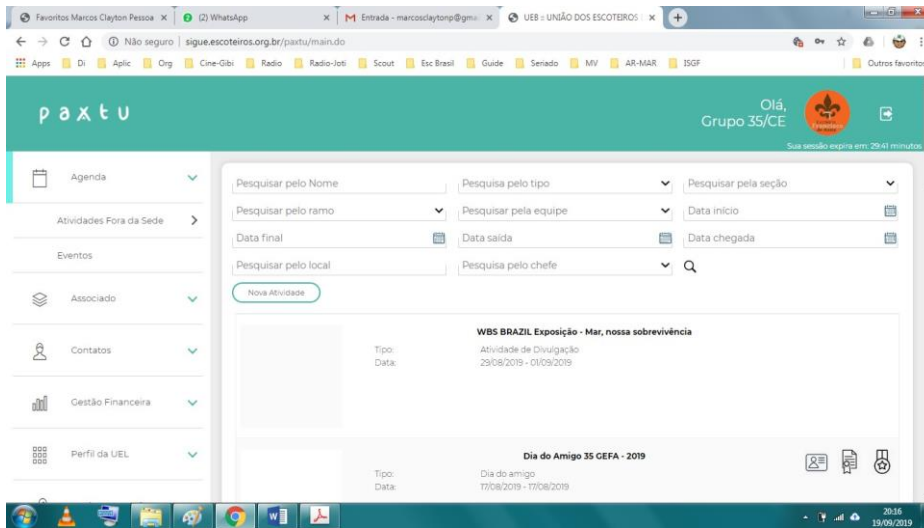 Favoritos Marcos Clayton Pessoa
(2) WhatsApp
Entrada - marcosclaytonp@gma
UEB :: UNIÃO DOS ESCOTEIROS
Não seguro | sigue.escoteiros.org.br/paxtu/main.do
Apps Di Aplic Org Cine-Gibi Radio Radio-Joti Scout Esc Brasil Guide Seriado MV AR-MAR ISGF Outros favoritos
paxtu
Olá,
Grupo 35/CE
Sua sessão expira em: 29:41 minutos
Agenda
Atividades Fora da Sede
Eventos
Associado
Contatos
Gestão Financeira
Perfil da UEL
Pesquisar pelo Nome Pesquisa pelo tipo Pesquisar pela seção
Pesquisar pelo ramo Pesquisar pela equipe Data início
Data final Data saída Data chegada
Pesquisar pelo local Pesquisa pelo chefe
Nova Atividade
WBS BRAZIL Exposição - Mar, nossa sobrevivência
Tipo: Atividade de Divulgação
Data: 29/08/2019 - 01/09/2019
Dia do Amigo 35 GEFA - 2019
Tipo: Dia do amigo
Data: 17/08/2019 - 17/08/2019
20:16
19/09/2019